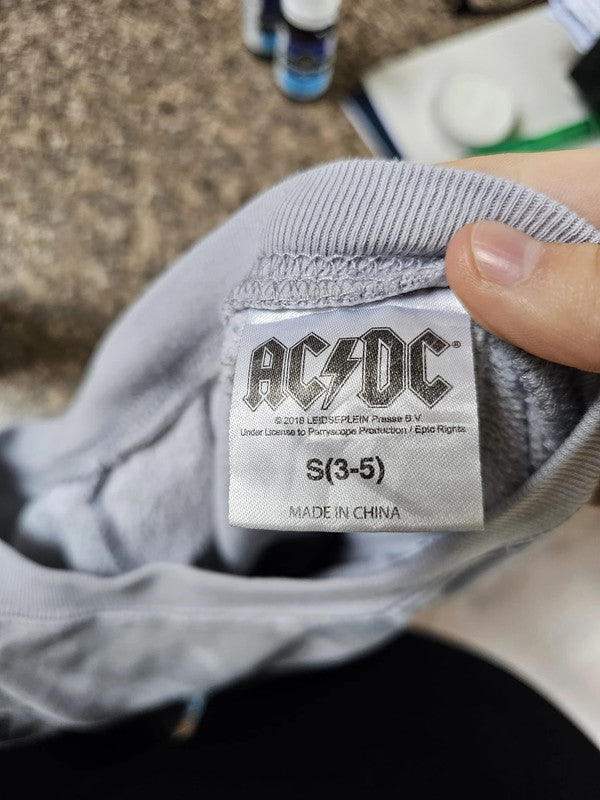 AC⚡DC®
© 2018 LEIDSEPLEIN Presse B.V.
Under License to Perryscope Production / Epic Rights
S(3-5)
MADE IN CHINA